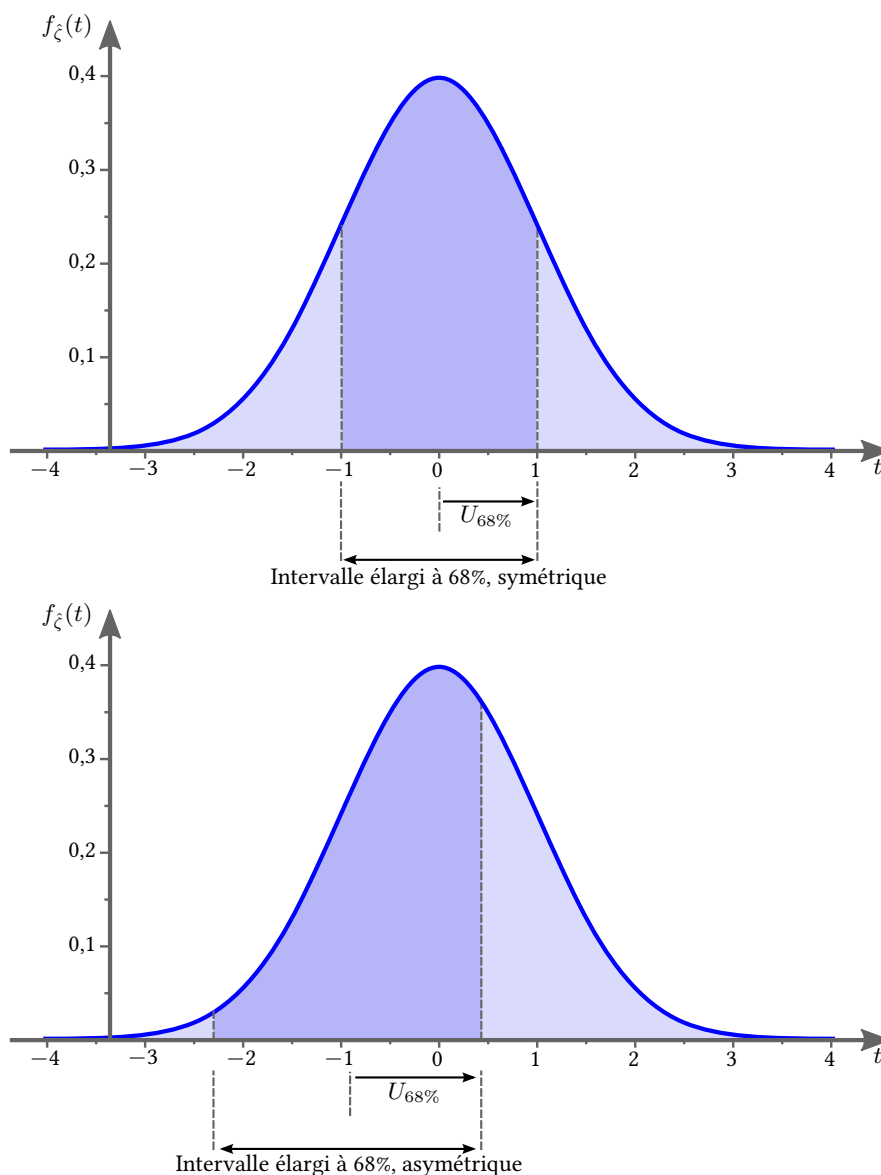 f_ζ̂(t)
0,4
0,3
0,2
0,1
−4 −3 −2 −1 0 1 2 3 4 t
U68%
Intervalle élargi à 68%, symétrique
f_ζ̂(t)
0,4
0,3
0,2
0,1
−4 −3 −2 −1 0 1 2 3 4 t
U68%
Intervalle élargi à 68%, asymétrique